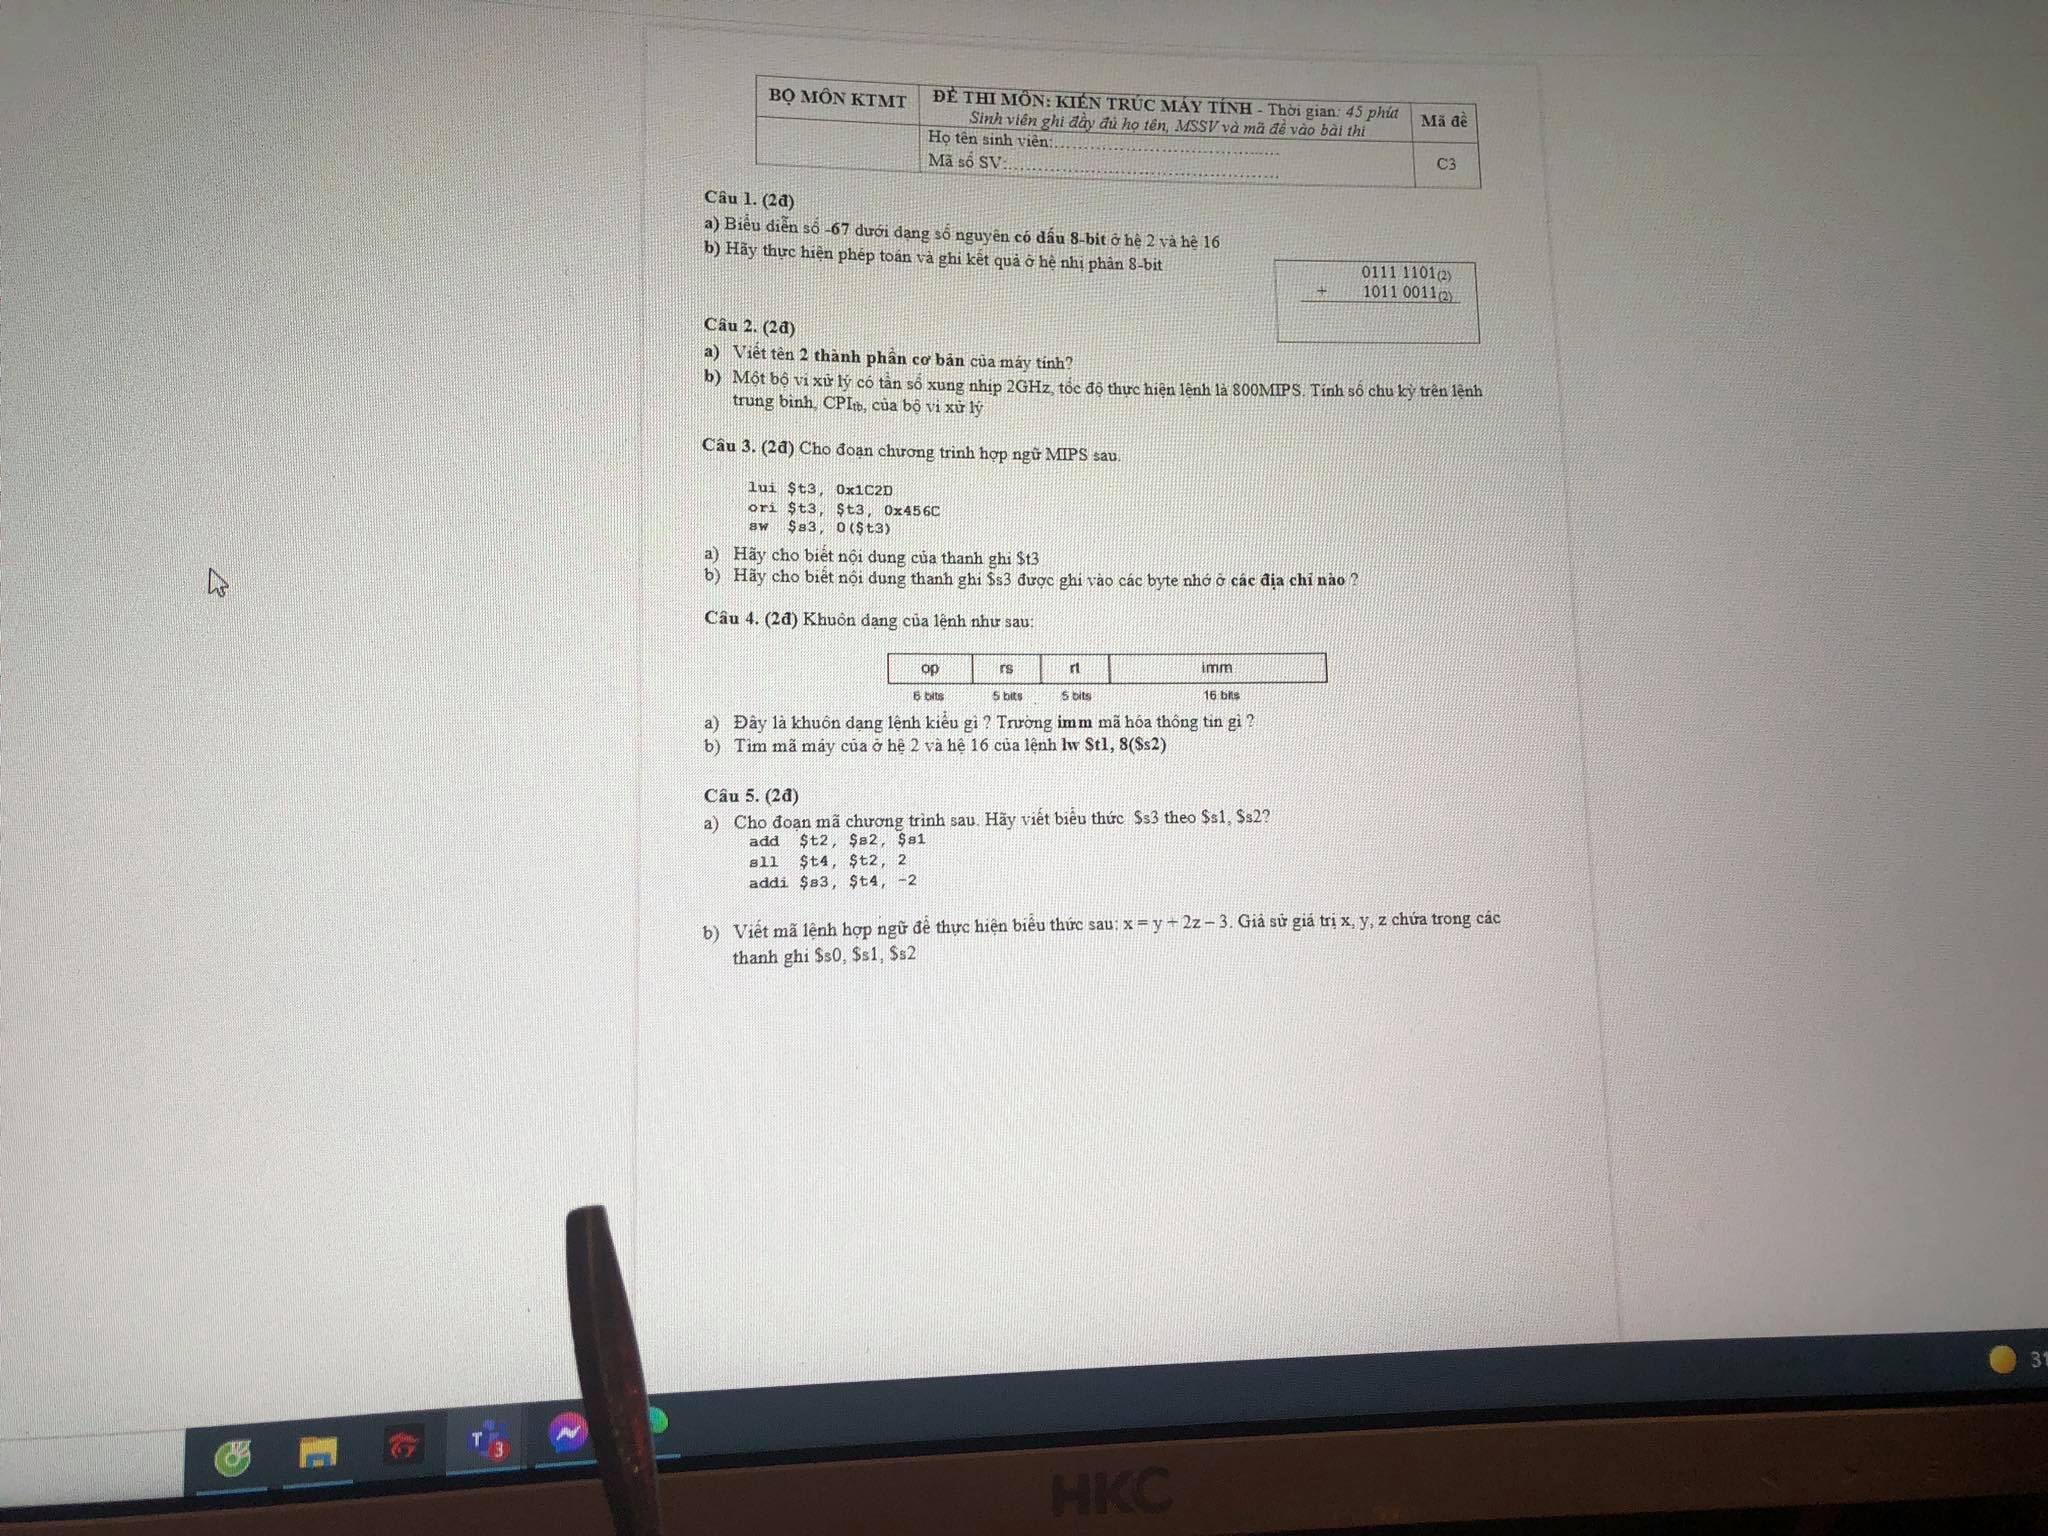 BỘ MÔN KTMT
ĐỀ THI MÔN: KIẾN TRÚC MÁY TÍNH - Thời gian: 45 phút
Sinh viên ghi đầy đủ họ tên, MSSV và mã đề vào bài thi
Mã đề
Họ tên sinh viên:
Mã số SV:
C3
Câu 1. (2đ)
a) Biểu diễn số -67 dưới dạng số nguyên có dấu 8-bit ở hệ 2 và hệ 16
b) Hãy thực hiện phép toán và ghi kết quả ở hệ nhị phân 8-bit
0111 1101(2)
+ 1011 0011(2)
Câu 2. (2đ)
a) Viết tên 2 thành phần cơ bản của máy tính?
b) Một bộ vi xử lý có tần số xung nhịp 2GHz, tốc độ thực hiện lệnh là 800MIPS. Tính số chu kỳ trên lệnh
trung bình, CPItb, của bộ vi xử lý
Câu 3. (2đ) Cho đoạn chương trình hợp ngữ MIPS sau.
lui $t3, 0x1C2D
ori $t3, $t3, 0x456C
sw $s3, 0($t3)
a) Hãy cho biết nội dung của thanh ghi $t3
b) Hãy cho biết nội dung thanh ghi $s3 được ghi vào các byte nhớ ở các địa chỉ nào ?
Câu 4. (2đ) Khuôn dạng của lệnh như sau:
op rs rt imm
6 bits 5 bits 5 bits 16 bits
a) Đây là khuôn dạng lệnh kiểu gì ? Trường imm mã hóa thông tin gì ?
b) Tìm mã máy của ở hệ 2 và hệ 16 của lệnh lw $t1, 8($s2)
Câu 5. (2đ)
a) Cho đoạn mã chương trình sau. Hãy viết biểu thức $s3 theo $s1, $s2?
add $t2, $s2, $s1
sll $t4, $t2, 2
addi $s3, $t4, -2
b) Viết mã lệnh hợp ngữ để thực hiện biểu thức sau: x = y + 2z – 3. Giả sử giá trị x, y, z chứa trong các
thanh ghi $s0, $s1, $s2
T 3
31
HKC